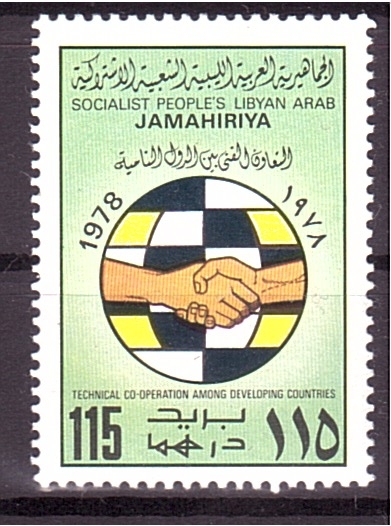 الجماهيرية العربية الليبية الشعبية الاشتراكية
SOCIALIST PEOPLE'S LIBYAN ARAB
JAMAHIRIYA
التعاون الفني بين الدول النامية
1978 ١٩٧٨
TECHNICAL CO-OPERATION AMONG DEVELOPING COUNTRIES
115 بريد ١١٥
درهما